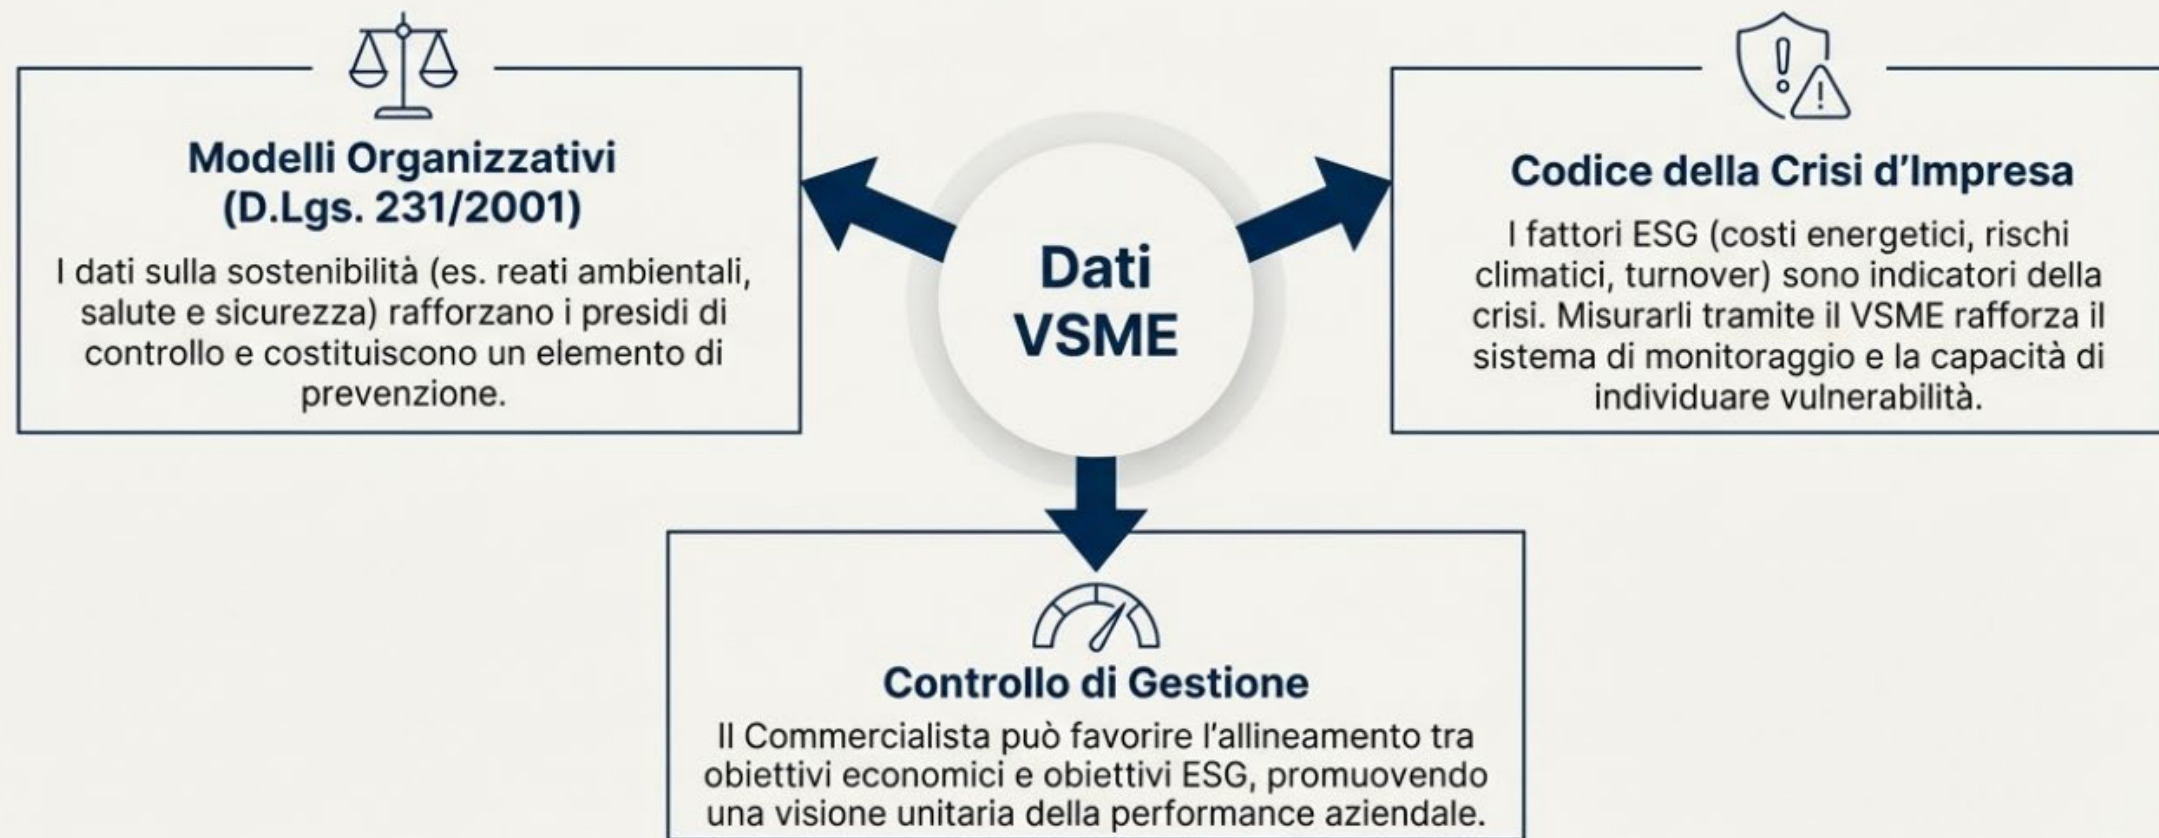 Modelli Organizzativi
(D.Lgs. 231/2001)
I dati sulla sostenibilità (es. reati ambientali,
salute e sicurezza) rafforzano i presidi di
controllo e costituiscono un elemento di
prevenzione.
Dati
VSME
Codice della Crisi d'Impresa
I fattori ESG (costi energetici, rischi
climatici, turnover) sono indicatori della
crisi. Misurarli tramite il VSME rafforza il
sistema di monitoraggio e la capacità di
individuare vulnerabilità.
Controllo di Gestione
Il Commercialista può favorire l'allineamento tra
obiettivi economici e obiettivi ESG, promuovendo
una visione unitaria della performance aziendale.